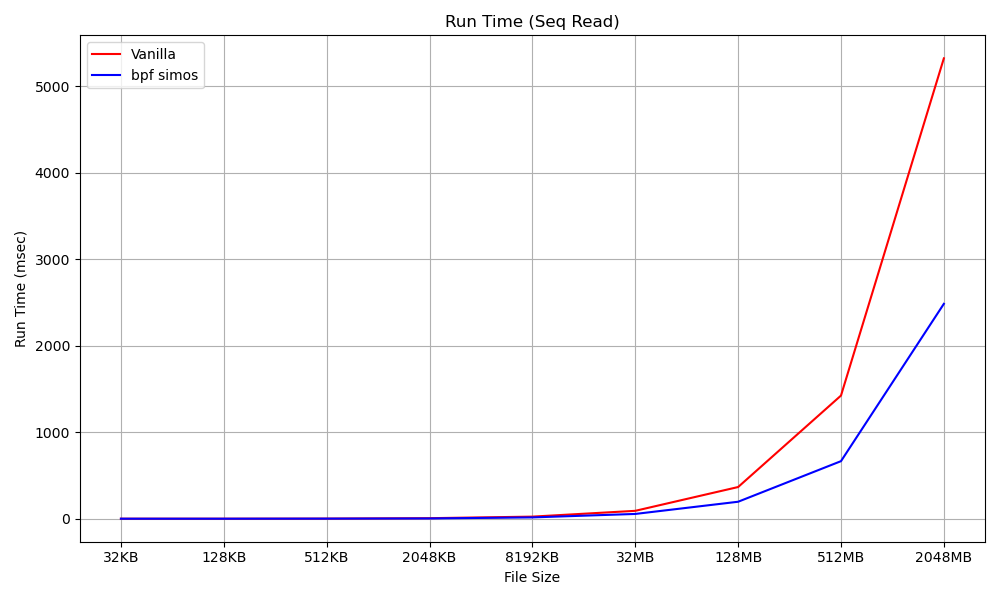 Run Time (Seq Read)
Vanilla
bpf simos
Run Time (msec)
5000
4000
3000
2000
1000
0
32KB 128KB 512KB 2048KB 8192KB 32MB 128MB 512MB 2048MB
File Size